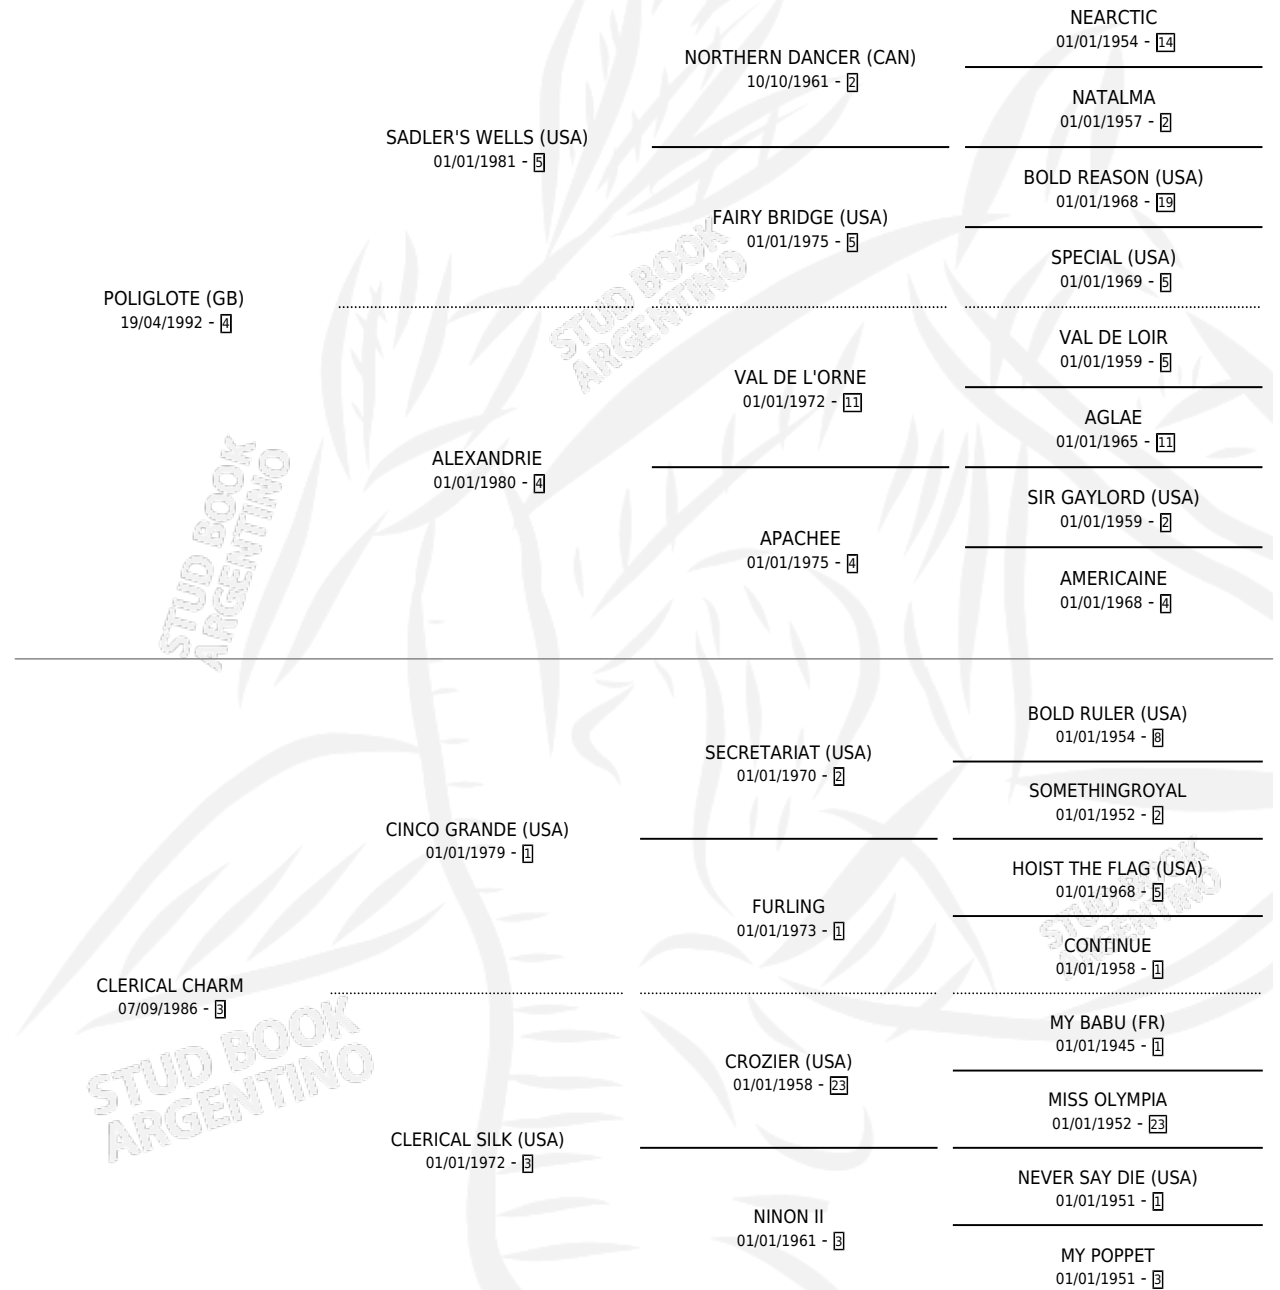 NEARCTIC
01/01/1954 - 14
NORTHERN DANCER (CAN)
10/10/1961 - 2
NATALMA
01/01/1957 - 2
SADLER'S WELLS (USA)
01/01/1981 - 5
BOLD REASON (USA)
01/01/1968 - 19
FAIRY BRIDGE (USA)
01/01/1975 - 5
SPECIAL (USA)
01/01/1969 - 5
POLIGLOTE (GB)
19/04/1992 - 4
STUD BOOK
ARGENTINO
VAL DE LOIR
01/01/1959 - 5
VAL DE L'ORNE
01/01/1972 - 11
AGLAE
01/01/1965 - 11
ALEXANDRIE
01/01/1980 - 4
SIR GAYLORD (USA)
01/01/1959 - 2
APACHEE
01/01/1975 - 4
AMERICAINE
01/01/1968 - 4
STUD BOOK
ARGENTINO
BOLD RULER (USA)
01/01/1954 - 8
SECRETARIAT (USA)
01/01/1970 - 2
SOMETHINGROYAL
01/01/1952 - 2
CINCO GRANDE (USA)
01/01/1979 - 1
HOIST THE FLAG (USA)
01/01/1968 - 5
FURLING
01/01/1973 - 1
STUD BOOK
ARGENTINO
CONTINUE
01/01/1958 - 1
CLERICAL CHARM
07/09/1986 - 3
STUD BOOK
ARGENTINO
MY BABU (FR)
01/01/1945 - 1
CROZIER (USA)
01/01/1958 - 23
MISS OLYMPIA
01/01/1952 - 23
CLERICAL SILK (USA)
01/01/1972 - 3
NEVER SAY DIE (USA)
01/01/1951 - 1
NINON II
01/01/1961 - 3
MY POPPET
01/01/1951 - 3